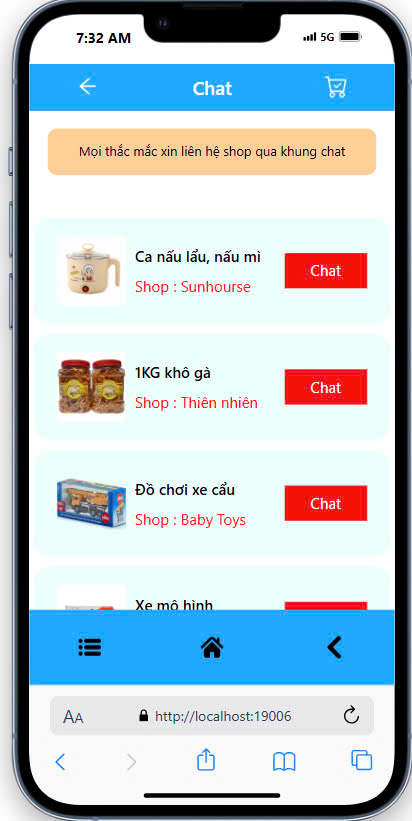 7:32 AM
5G
Chat
Mọi thắc mắc xin liên hệ shop qua khung chat
Ca nấu lẩu, nấu mì
Shop : Sunhourse
Chat
1KG khô gà
Shop : Thiên nhiên
Chat
Đồ chơi xe cẩu
Shop : Baby Toys
Chat
Xe mô hình
AA
http://localhost:19006